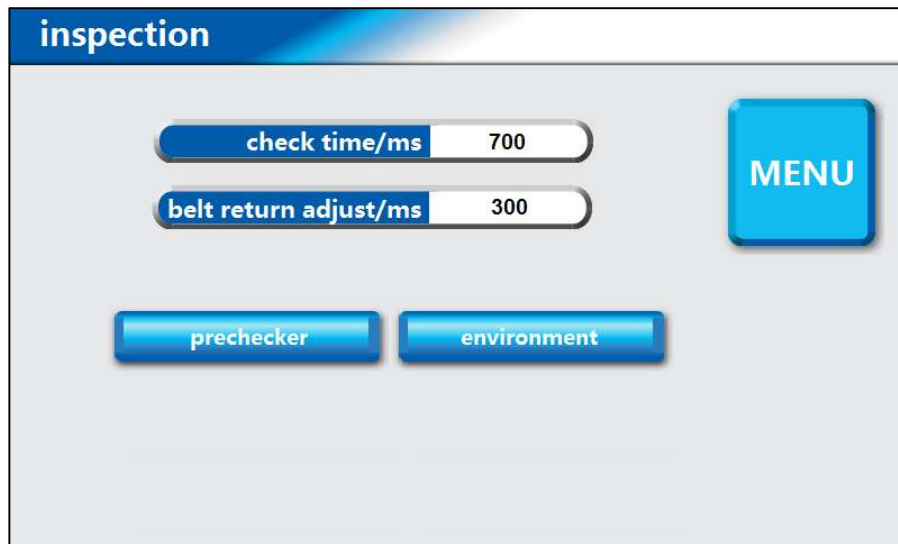 inspection
check time/ms 700
MENU
belt return adjust/ms 300
prechecker environment